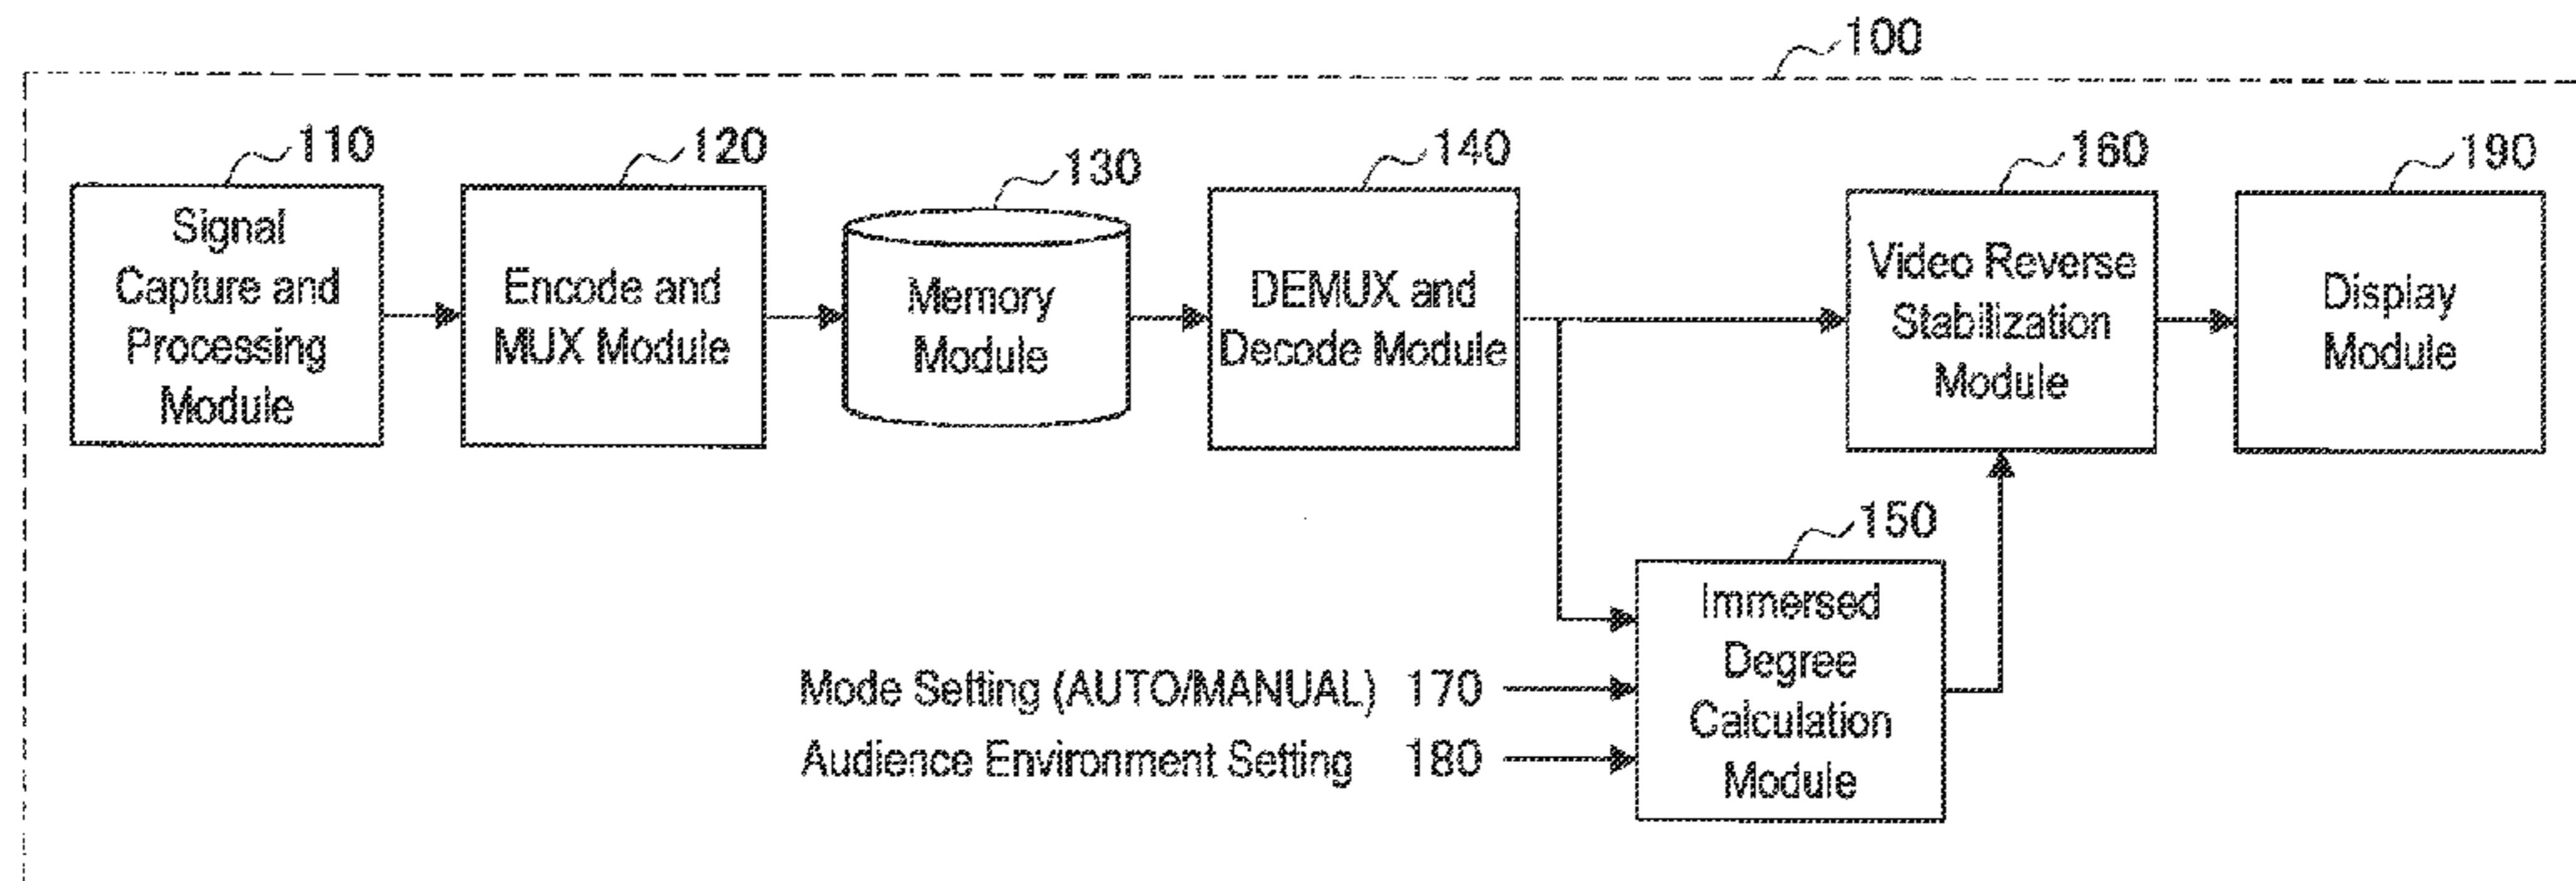 100
110
120
130
140
160
190
Signal
Capture and
Processing
Module
Encode and
MUX Module
Memory
Module
DEMUX and
Decode Module
Video Reverse
Stabilization
Module
Display
Module
150
Immersed
Degree
Calculation
Module
Mode Setting (AUTO/MANUAL) 170
Audience Environment Setting 180